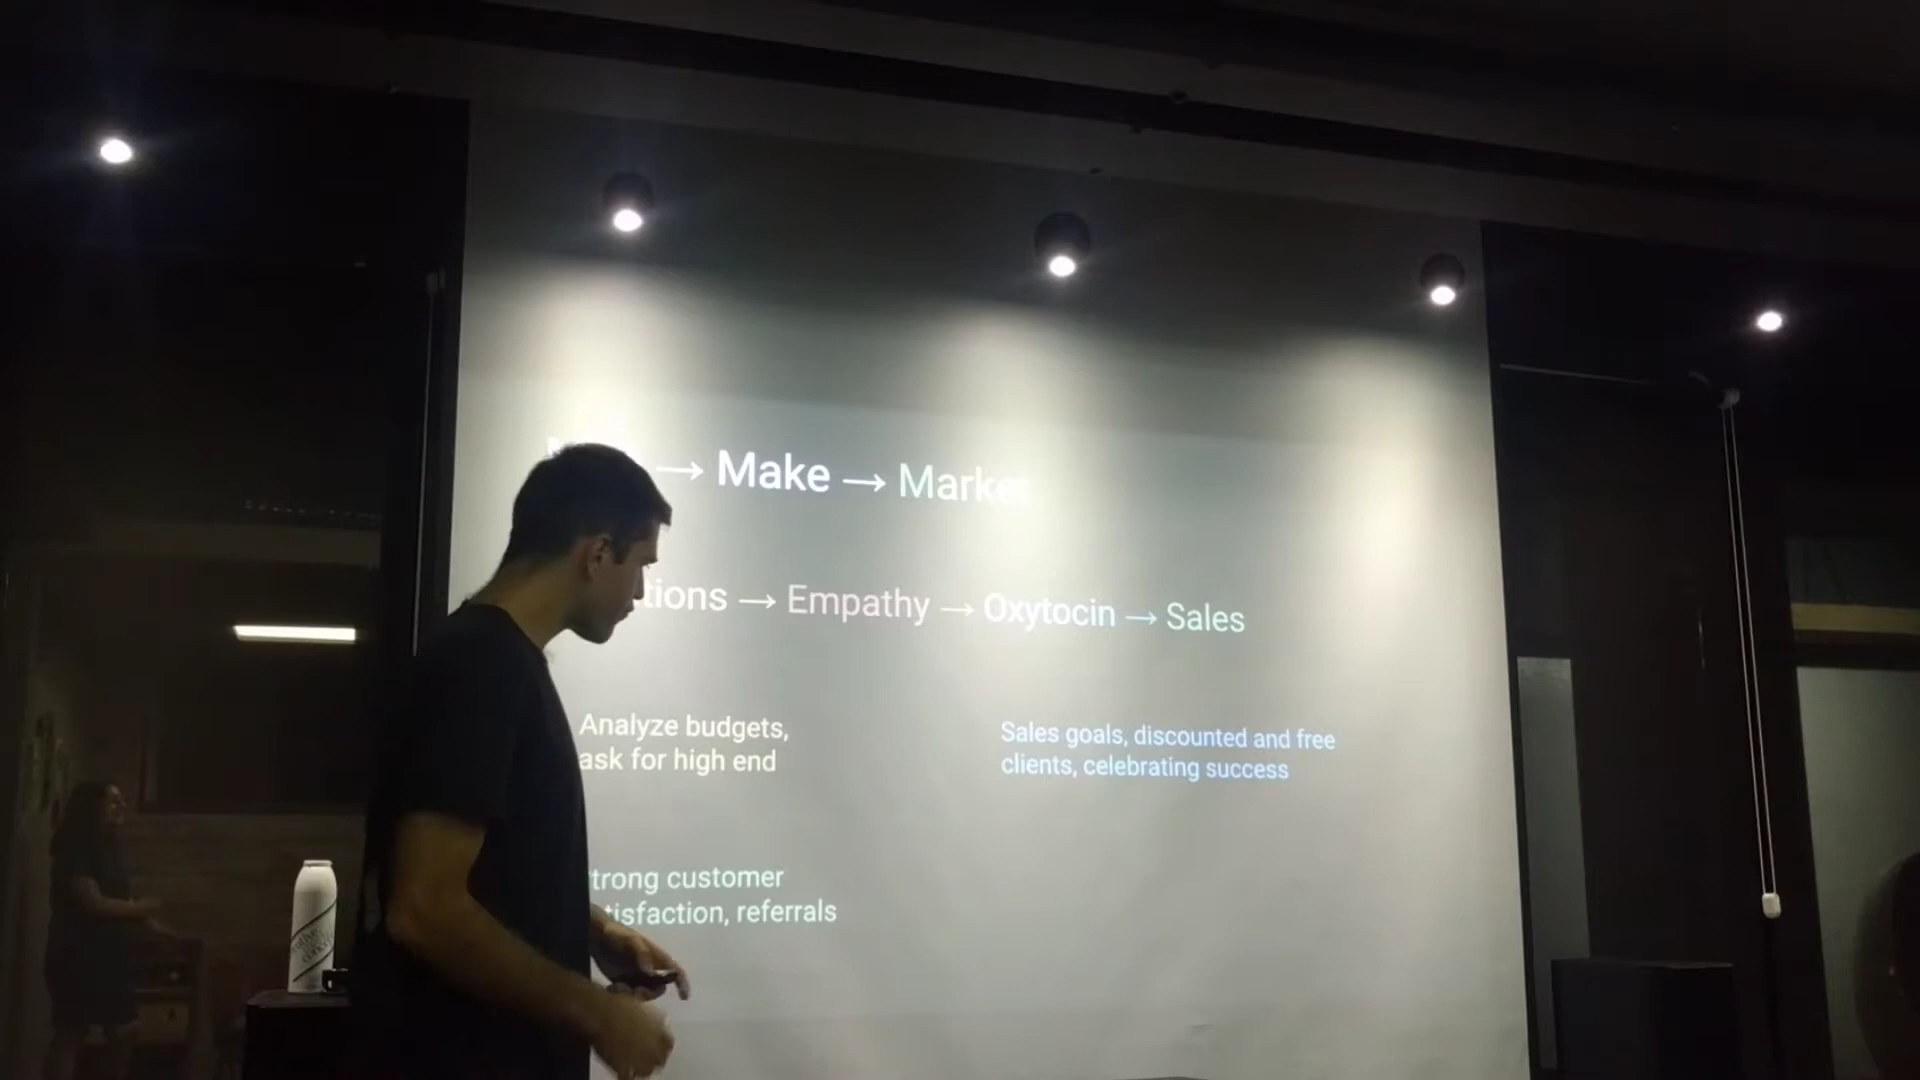 → Make → Market
tions → Empathy → Oxytocin → Sales
Analyze budgets,
ask for high end
Sales goals, discounted and free
clients, celebrating success
trong customer
tisfaction, referrals